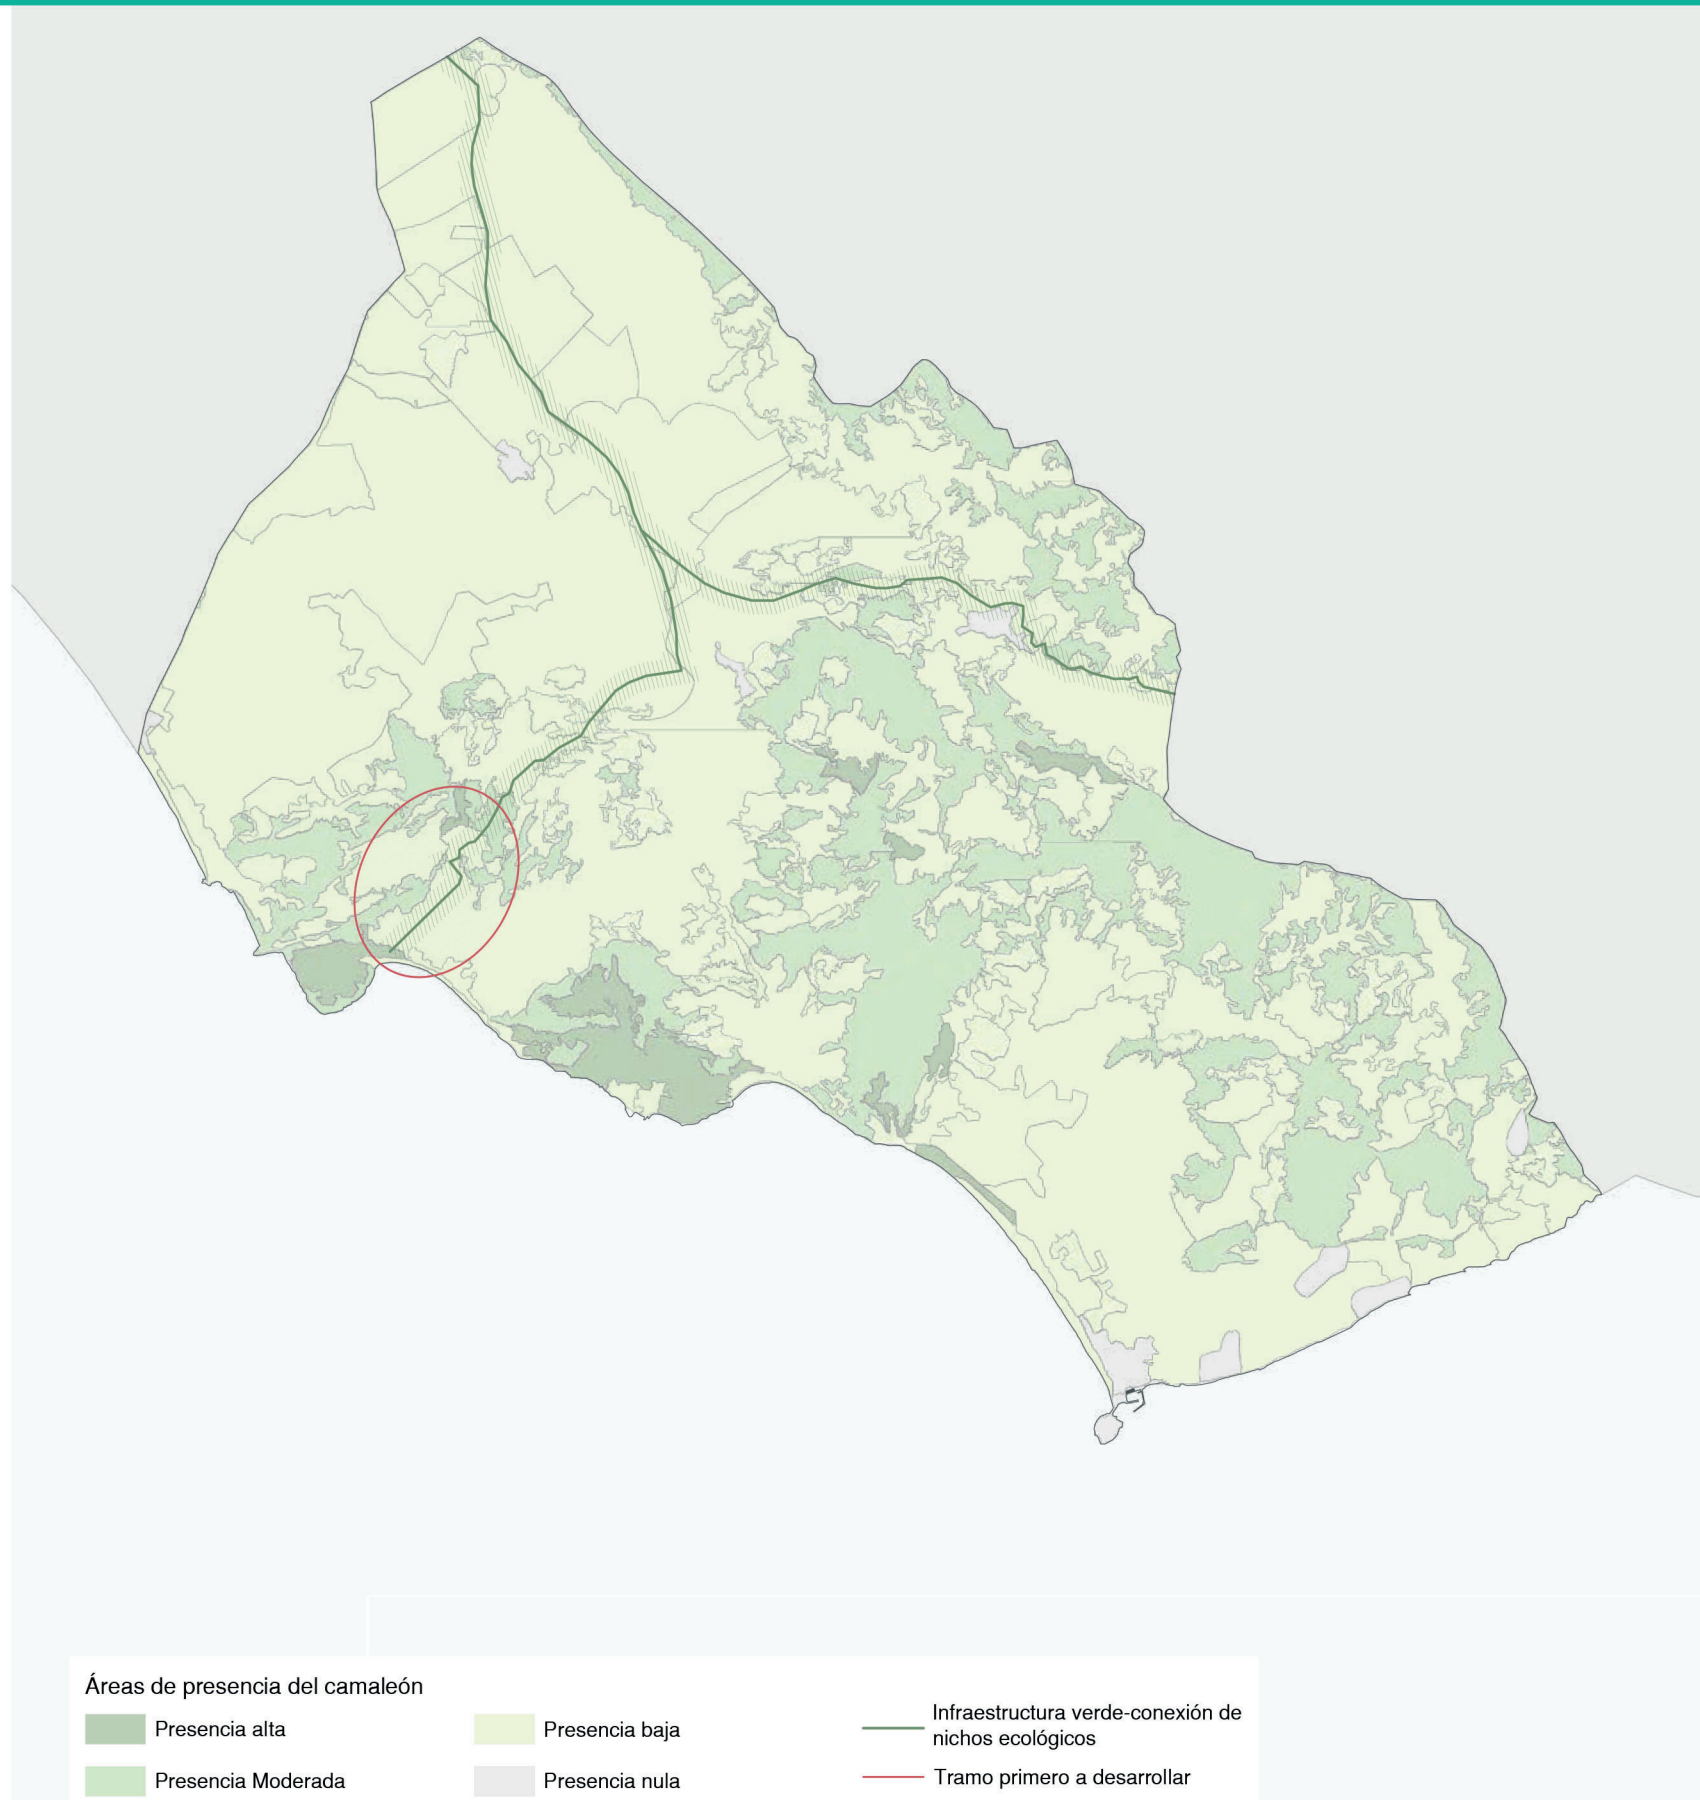 Áreas de presencia del camaleón
Presencia alta
Presencia Moderada
Presencia baja
Presencia nula
Infraestructura verde-conexión de
nichos ecológicos
Tramo primero a desarrollar